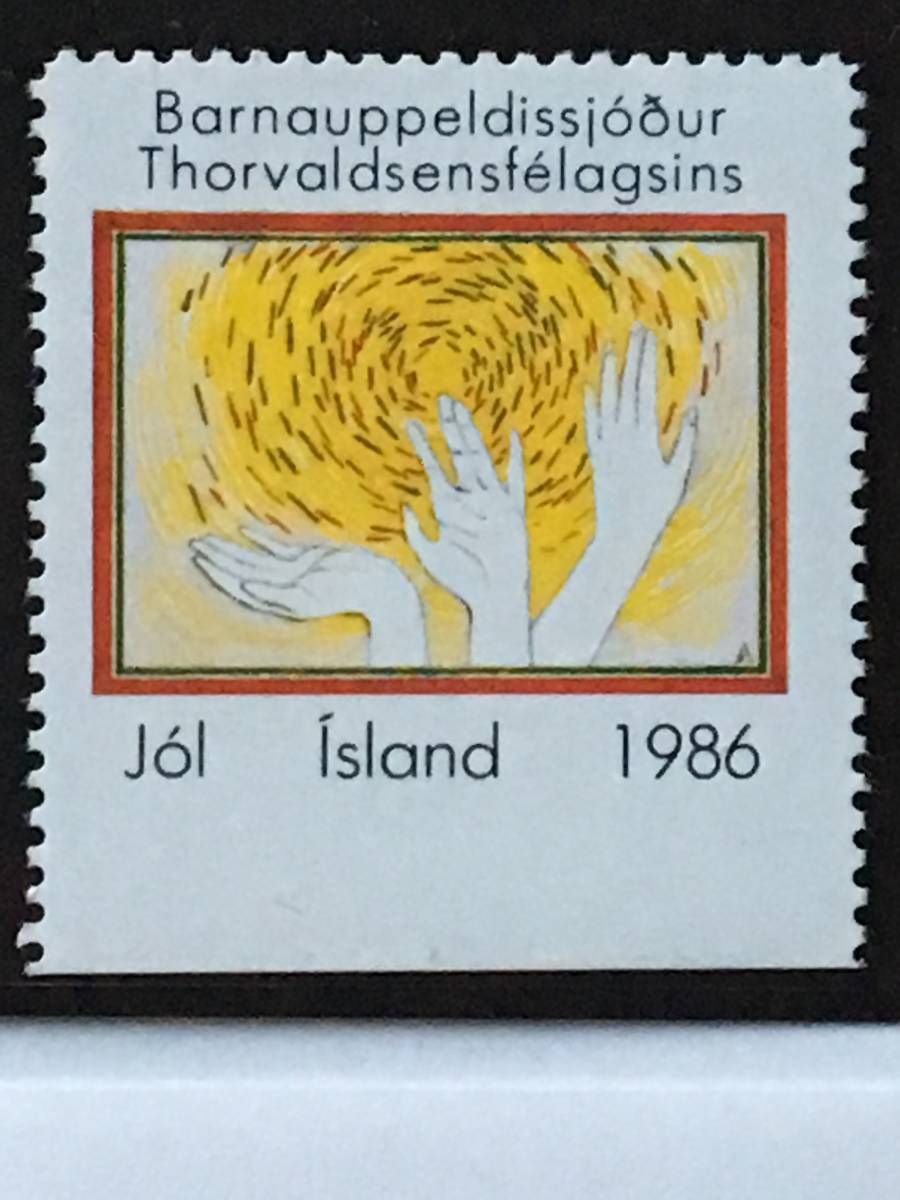 Barnauppeldissjóður
Thorvaldsensfélagsins
A
Jól Ísland 1986